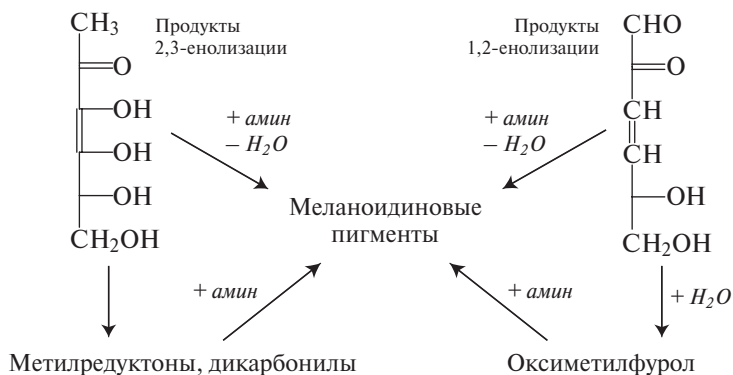 CH3
O
OH
OH
OH
CH2OH
Продукты
2,3-енолизации
Продукты
1,2-енолизации
CHO
O
CH
CH
OH
CH2OH
+ амин
– H2O
+ амин
– H2O
Меланоидиновые
пигменты
+ амин
+ амин
+ H2O
Метилредуктоны, дикарбонилы
Оксиметилфурол